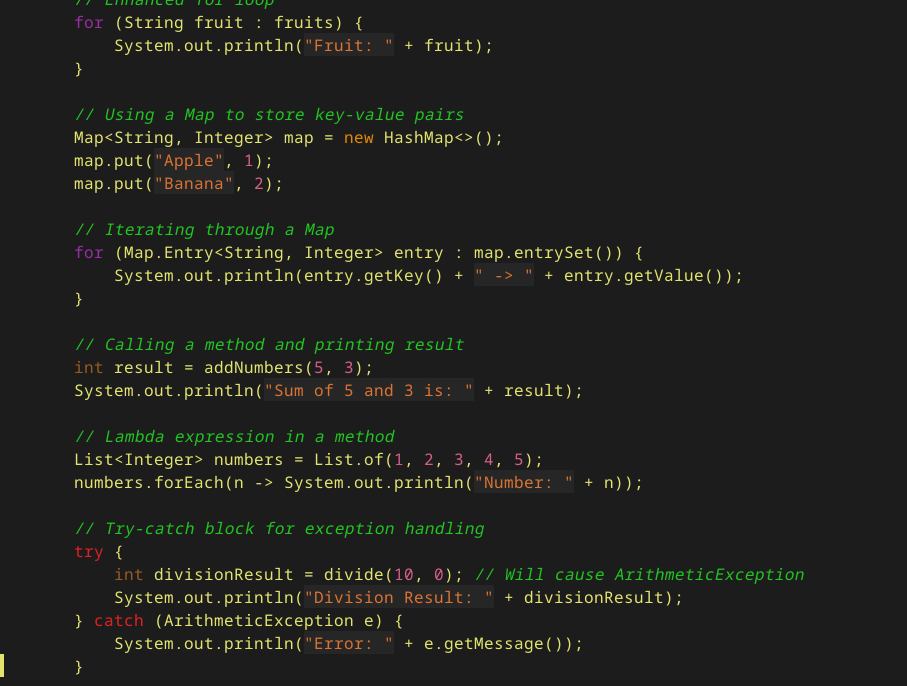 // Enhanced for loop
for (String fruit : fruits) {
    System.out.println("Fruit: " + fruit);
}

// Using a Map to store key-value pairs
Map<String, Integer> map = new HashMap<>();
map.put("Apple", 1);
map.put("Banana", 2);

// Iterating through a Map
for (Map.Entry<String, Integer> entry : map.entrySet()) {
    System.out.println(entry.getKey() + " -> " + entry.getValue());
}

// Calling a method and printing result
int result = addNumbers(5, 3);
System.out.println("Sum of 5 and 3 is: " + result);

// Lambda expression in a method
List<Integer> numbers = List.of(1, 2, 3, 4, 5);
numbers.forEach(n -> System.out.println("Number: " + n));

// Try-catch block for exception handling
try {
    int divisionResult = divide(10, 0); // Will cause ArithmeticException
    System.out.println("Division Result: " + divisionResult);
} catch (ArithmeticException e) {
    System.out.println("Error: " + e.getMessage());
}